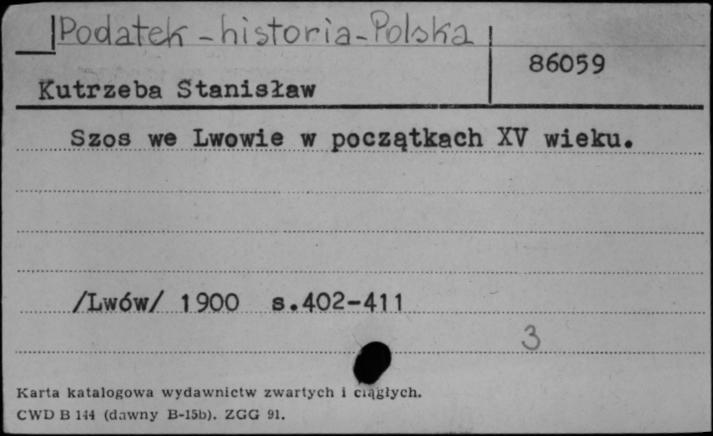 Podatek - historia - Polska
86059
Kutrzeba Stanisław
Szos we Lwowie w początkach XV wieku.
/Lwów/ 1900 s.402-411
3
Karta katalogowa wydawnictw zwartych i ciągłych.
CWD B 144 (dawny B-15b). ZGG 91.